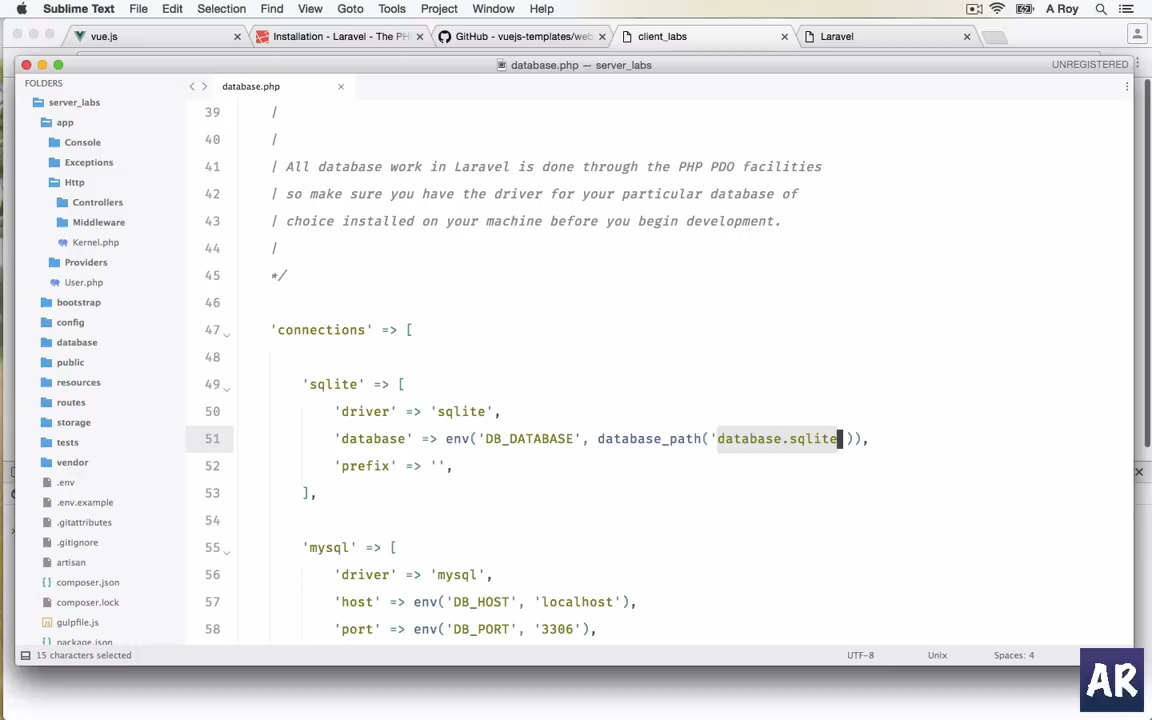 Sublime Text File Edit Selection Find View Goto Tools Project Window Help A Roy
vue.js Installation - Laravel - The PH GitHub - vuejs-templates/web client_labs Laravel
database.php — server_labs UNREGISTERED
FOLDERS
server_labs
app
Console
Exceptions
Http
Controllers
Middleware
Kernel.php
Providers
User.php
bootstrap
config
database
public
resources
routes
storage
tests
vendor
.env
.env.example
.gitattributes
.gitignore
artisan
composer.json
composer.lock
gulpfile.js
package.json
database.php
39 |
40 |
41 | All database work in Laravel is done through the PHP PDO facilities
42 | so make sure you have the driver for your particular database of
43 | choice installed on your machine before you begin development.
44 |
45 */
46
47 'connections' => [
48
49 'sqlite' => [
50 'driver' => 'sqlite',
51 'database' => env('DB_DATABASE', database_path('database.sqlite')),
52 'prefix' => '',
53 ],
54
55 'mysql' => [
56 'driver' => 'mysql',
57 'host' => env('DB_HOST', 'localhost'),
58 'port' => env('DB_PORT', '3306'),
15 characters selected UTF-8 Unix Spaces: 4
AR